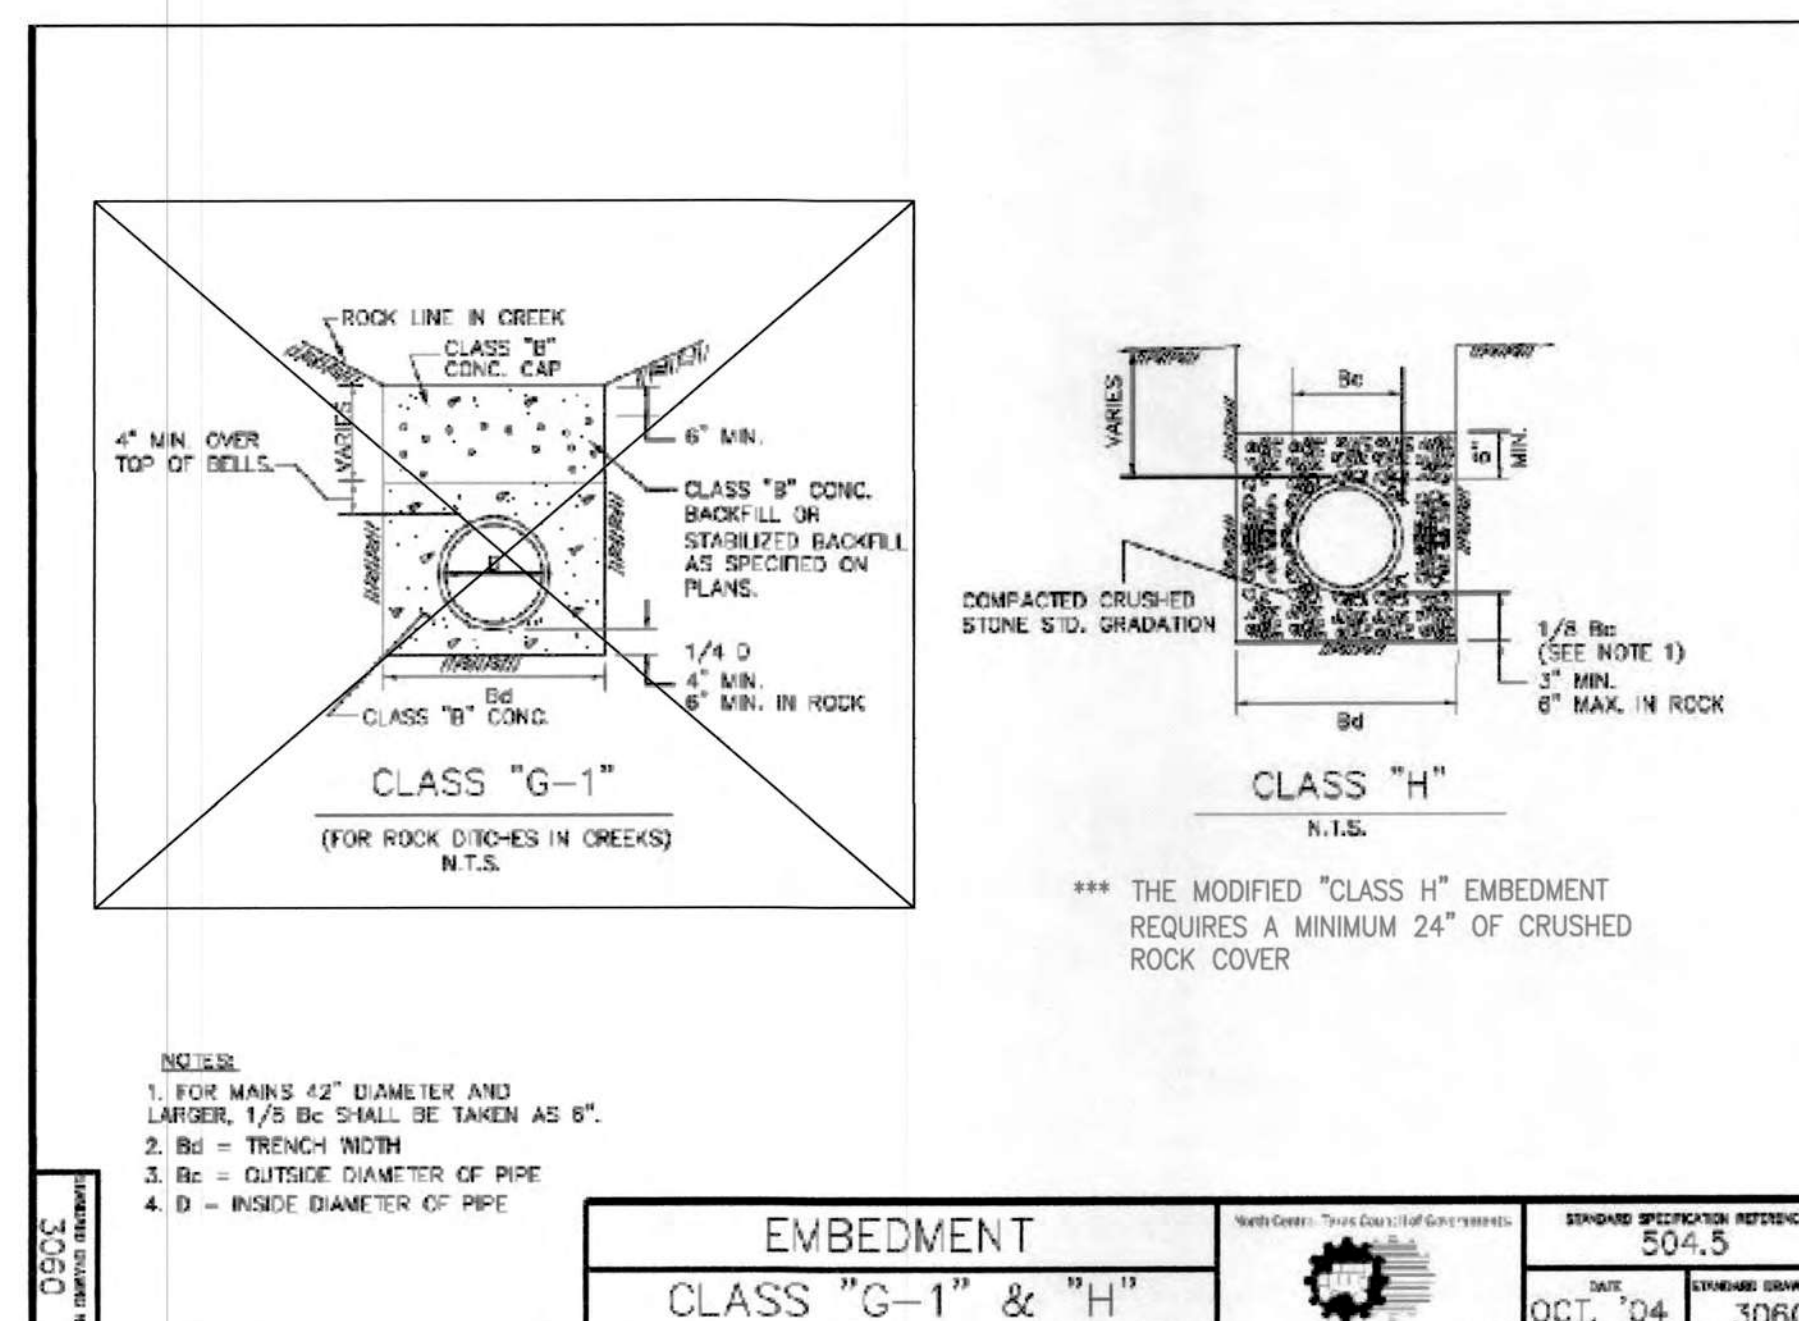 ROCK LINE IN CREEK
CLASS "B"
CONC. CAP
4" MIN. OVER
TOP OF BELLS.
VARIES
6" MIN.
CLASS "B" CONC.
BACKFILL OR
STABILIZED BACKFILL
AS SPECIFIED ON
PLANS.
D
1/4 D
4" MIN.
6" MIN. IN ROCK
Bd
CLASS "B" CONC.
CLASS "G-1"
(FOR ROCK DITCHES IN CREEKS)
N.T.S.
VARIES
Bc
6"
MIN.
COMPACTED CRUSHED
STONE STD. GRADATION
1/8 Bc
(SEE NOTE 1)
3" MIN.
6" MAX. IN ROCK
Bd
CLASS "H"
N.T.S.
*** THE MODIFIED "CLASS H" EMBEDMENT
REQUIRES A MINIMUM 24" OF CRUSHED
ROCK COVER
NOTES:
1. FOR MAINS 42" DIAMETER AND
LARGER, 1/8 Bc SHALL BE TAKEN AS 6".
2. Bd = TRENCH WIDTH
3. Bc = OUTSIDE DIAMETER OF PIPE
4. D = INSIDE DIAMETER OF PIPE
STANDARD DRAWING
3060
EMBEDMENT
CLASS "G-1" & "H"
North Central Texas Council of Governments
STANDARD SPECIFICATION REFERENC
504.5
DATE
OCT. '04
STANDARD DRAW
3060